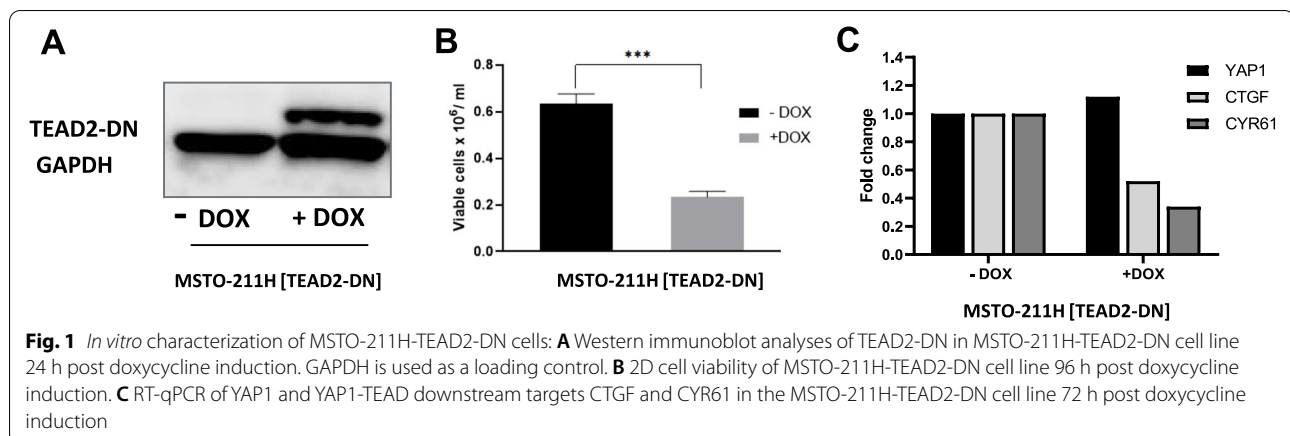 A
TEAD2-DN
GAPDH
- DOX + DOX
MSTO-211H [TEAD2-DN]
B
***
Viable cells x 10⁶/ ml
0.8
0.6
0.4
0.2
0.0
- DOX
+DOX
MSTO-211H [TEAD2-DN]
C
Fold change
1.4
1.2
1.0
0.8
0.6
0.4
0.2
0.0
YAP1
CTGF
CYR61
- DOX +DOX
MSTO-211H [TEAD2-DN]
Fig. 1 In vitro characterization of MSTO-211H-TEAD2-DN cells: A Western immunoblot analyses of TEAD2-DN in MSTO-211H-TEAD2-DN cell line
24 h post doxycycline induction. GAPDH is used as a loading control. B 2D cell viability of MSTO-211H-TEAD2-DN cell line 96 h post doxycycline
induction. C RT-qPCR of YAP1 and YAP1-TEAD downstream targets CTGF and CYR61 in the MSTO-211H-TEAD2-DN cell line 72 h post doxycycline
induction